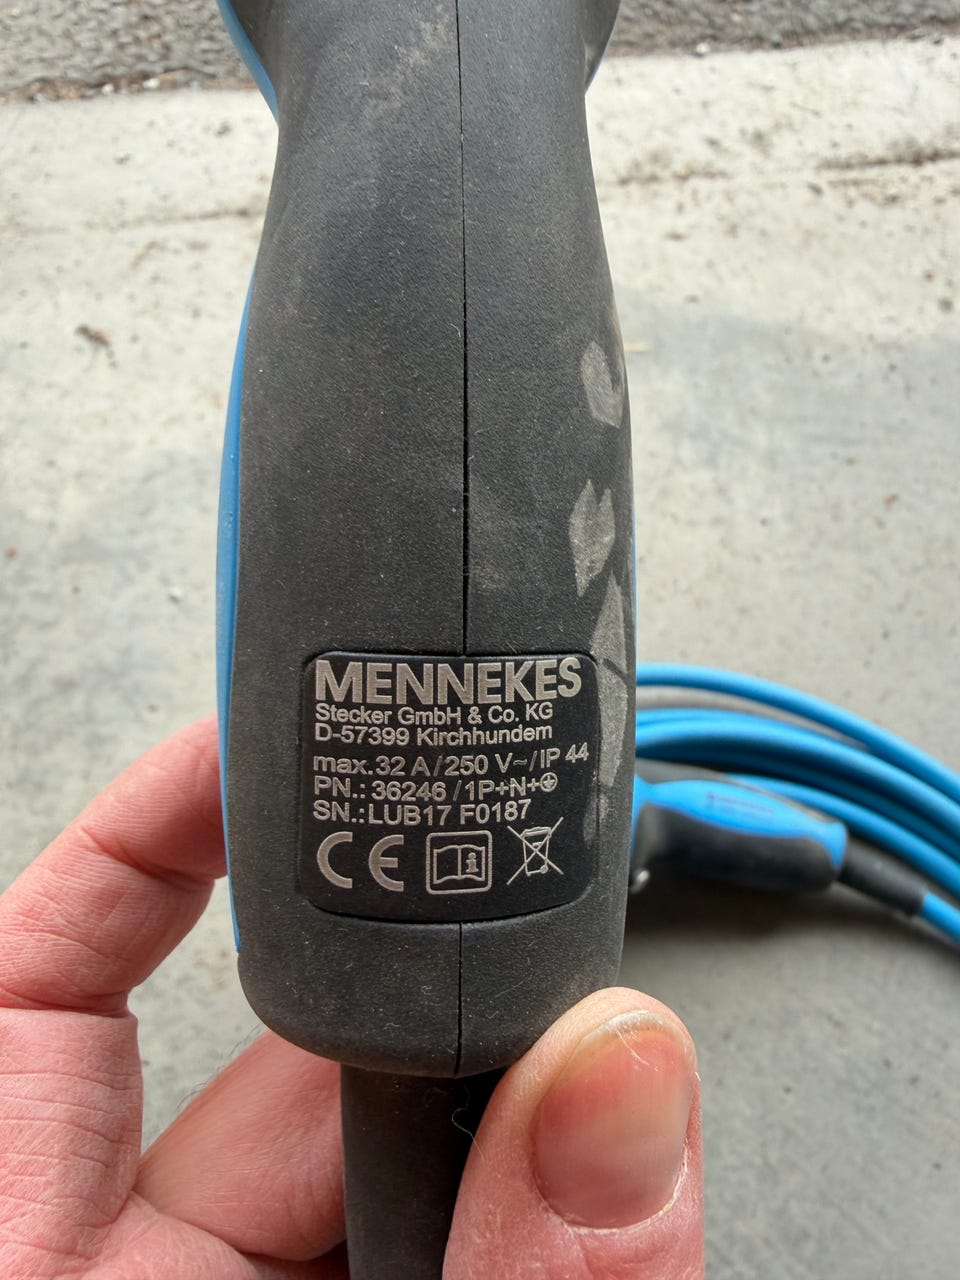 MENNEKES
Stecker GmbH & Co. KG
D-57399 Kirchhundem
max. 32 A / 250 V ~ / IP 44
PN.: 36246 / 1P+N+⏚
SN.: LUB17 F0187
CE